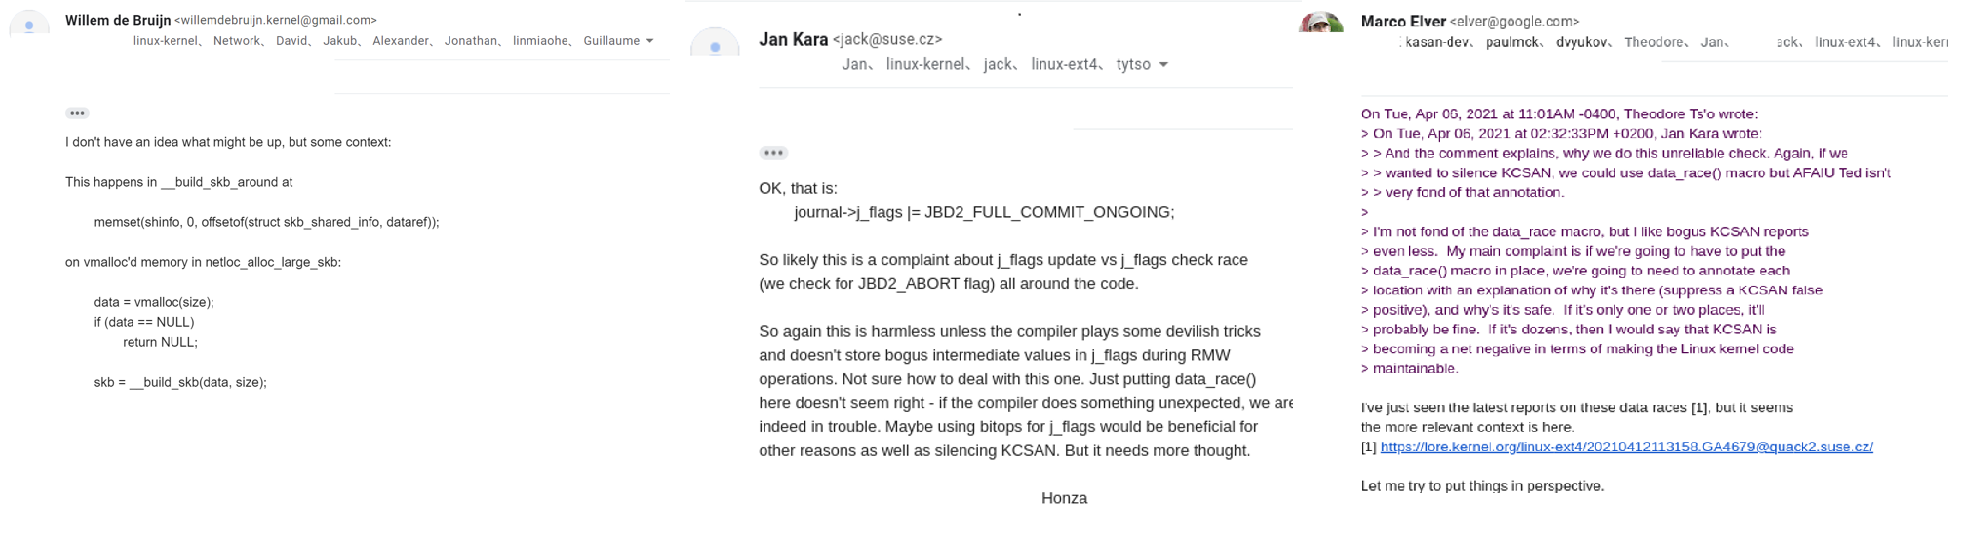 Willem de Bruijn <willemdebruijn.kernel@gmail.com>
linux-kernel、 Network、 David、 Jakub、 Alexander、 Jonathan、 linmiaohe、 Guillaume
I don't have an idea what might be up, but some context:
This happens in __build_skb_around at
memset(shinfo, 0, offsetof(struct skb_shared_info, dataref));
on vmalloc'd memory in netloc_alloc_large_skb:
data = vmalloc(size);
if (data == NULL)
return NULL;
skb = __build_skb(data, size);
Jan Kara <jack@suse.cz>
Jan、 linux-kernel、 jack、 linux-ext4、 tytso
OK, that is:
journal->j_flags |= JBD2_FULL_COMMIT_ONGOING;
So likely this is a complaint about j_flags update vs j_flags check race
(we check for JBD2_ABORT flag) all around the code.
So again this is harmless unless the compiler plays some devilish tricks
and doesn't store bogus intermediate values in j_flags during RMW
operations. Not sure how to deal with this one. Just putting data_race()
here doesn't seem right - if the compiler does something unexpected, we are
indeed in trouble. Maybe using bitops for j_flags would be beneficial for
other reasons as well as silencing KCSAN. But it needs more thought.
Honza
Marco Elver <elver@google.com>
kasan-dev、 paulmck、 dvyukov、 Theodore、 Jan、 ack、 linux-ext4、 linux-kerr
On Tue, Apr 06, 2021 at 11:01AM -0400, Theodore Ts'o wrote:
> On Tue, Apr 06, 2021 at 02:32:33PM +0200, Jan Kara wrote:
> > And the comment explains, why we do this unreliable check. Again, if we
> > wanted to silence KCSAN, we could use data_race() macro but AFAIU Ted isn't
> > very fond of that annotation.
>
> I'm not fond of the data_race macro, but I like bogus KCSAN reports
> even less.  My main complaint is if we're going to have to put the
> data_race() macro in place, we're going to need to annotate each
> location with an explanation of why it's there (suppress a KCSAN false
> positive), and why's it's safe.  If it's only one or two places, it'll
> probably be fine.  If it's dozens, then I would say that KCSAN is
> becoming a net negative in terms of making the Linux kernel code
> maintainable.
I've just seen the latest reports on these data races [1], but it seems
the more relevant context is here.
[1] https://lore.kernel.org/linux-ext4/20210412113158.GA4679@quack2.suse.cz/
Let me try to put things in perspective.